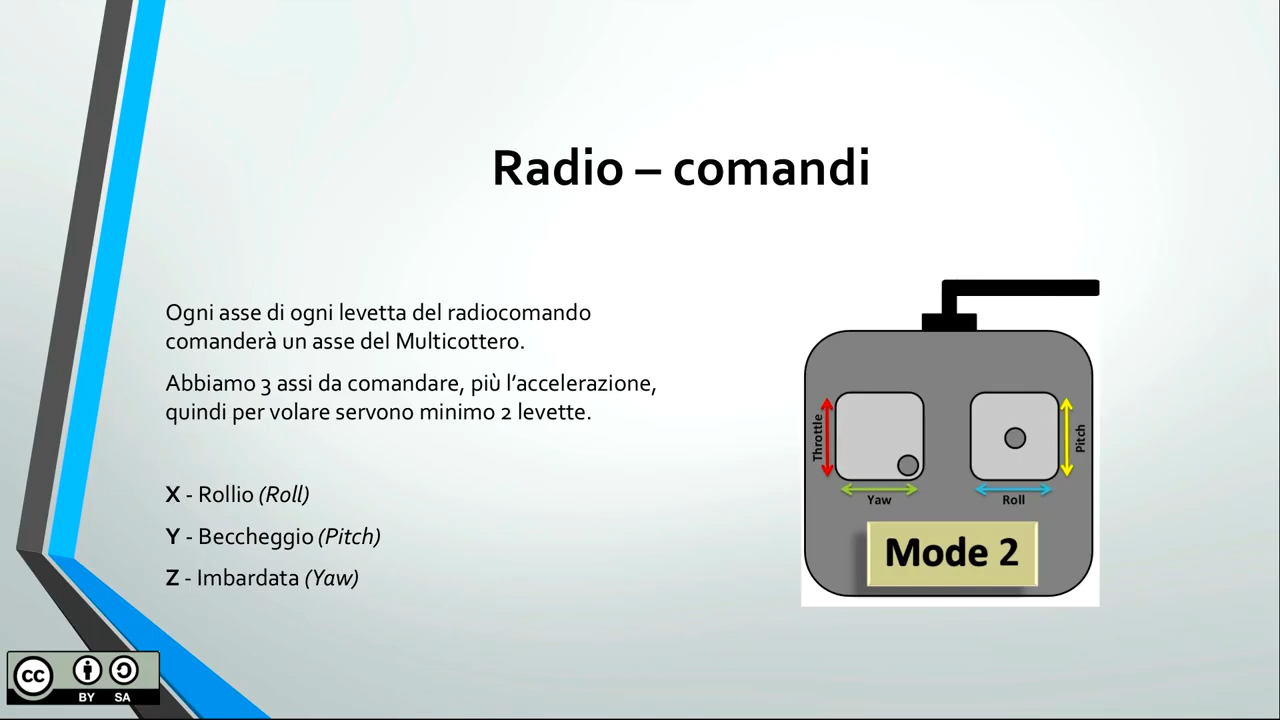 Radio – comandi
Ogni asse di ogni levetta del radiocomando
comanderà un asse del Multicottero.
Abbiamo 3 assi da comandare, più l’accelerazione,
quindi per volare servono minimo 2 levette.
X - Rollio (Roll)
Y - Beccheggio (Pitch)
Z - Imbardata (Yaw)
Throttle
Yaw
Pitch
Roll
Mode 2
cc
BY SA